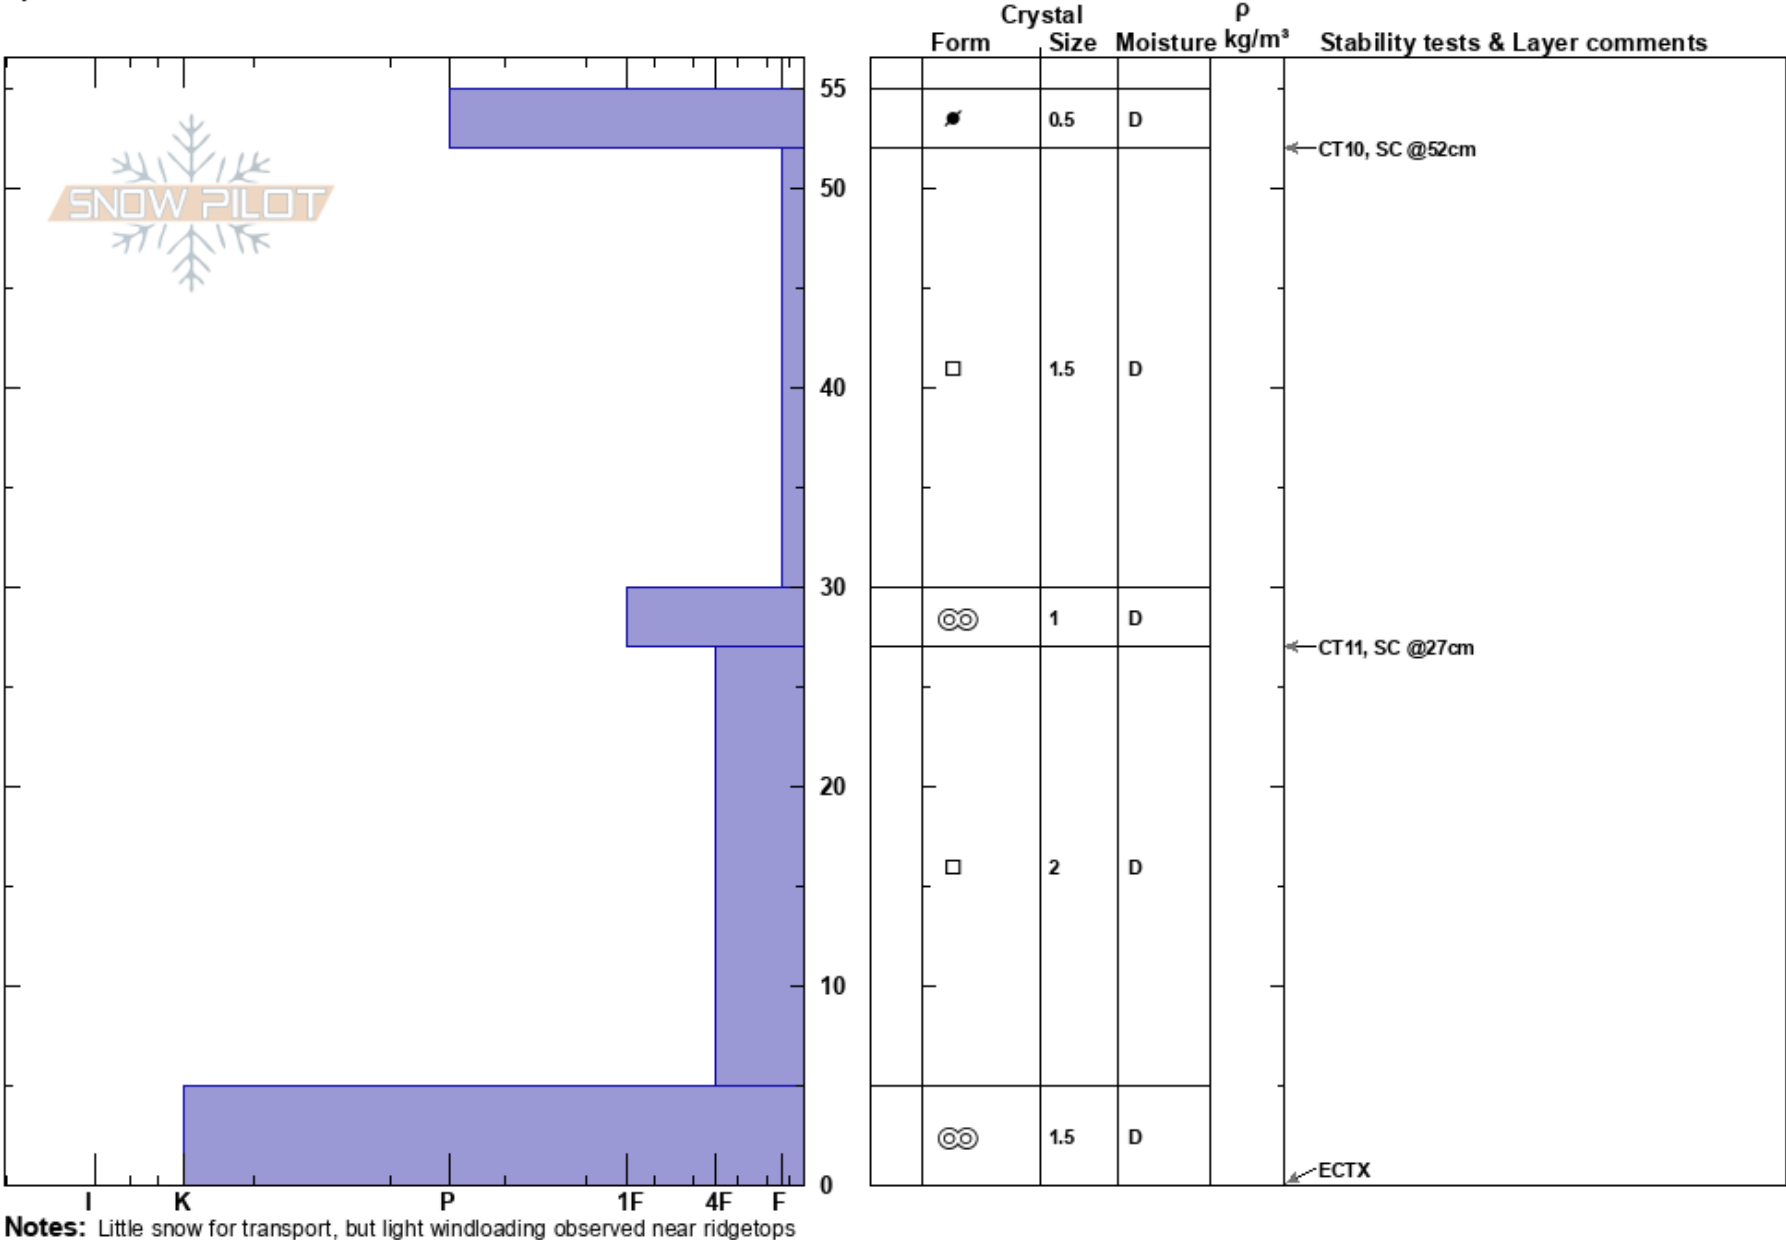 Crystal ρ
Form Size Moisture kg/m³ Stability tests & Layer comments
55
0.5 D
CT10, SC @52cm
SNOW PILOT
50
1.5 D
40
30
1 D
CT11, SC @27cm
20
2 D
10
1.5 D
ECTX
0
I K P 1F 4F F
Notes: Little snow for transport, but light windloading observed near ridgetops